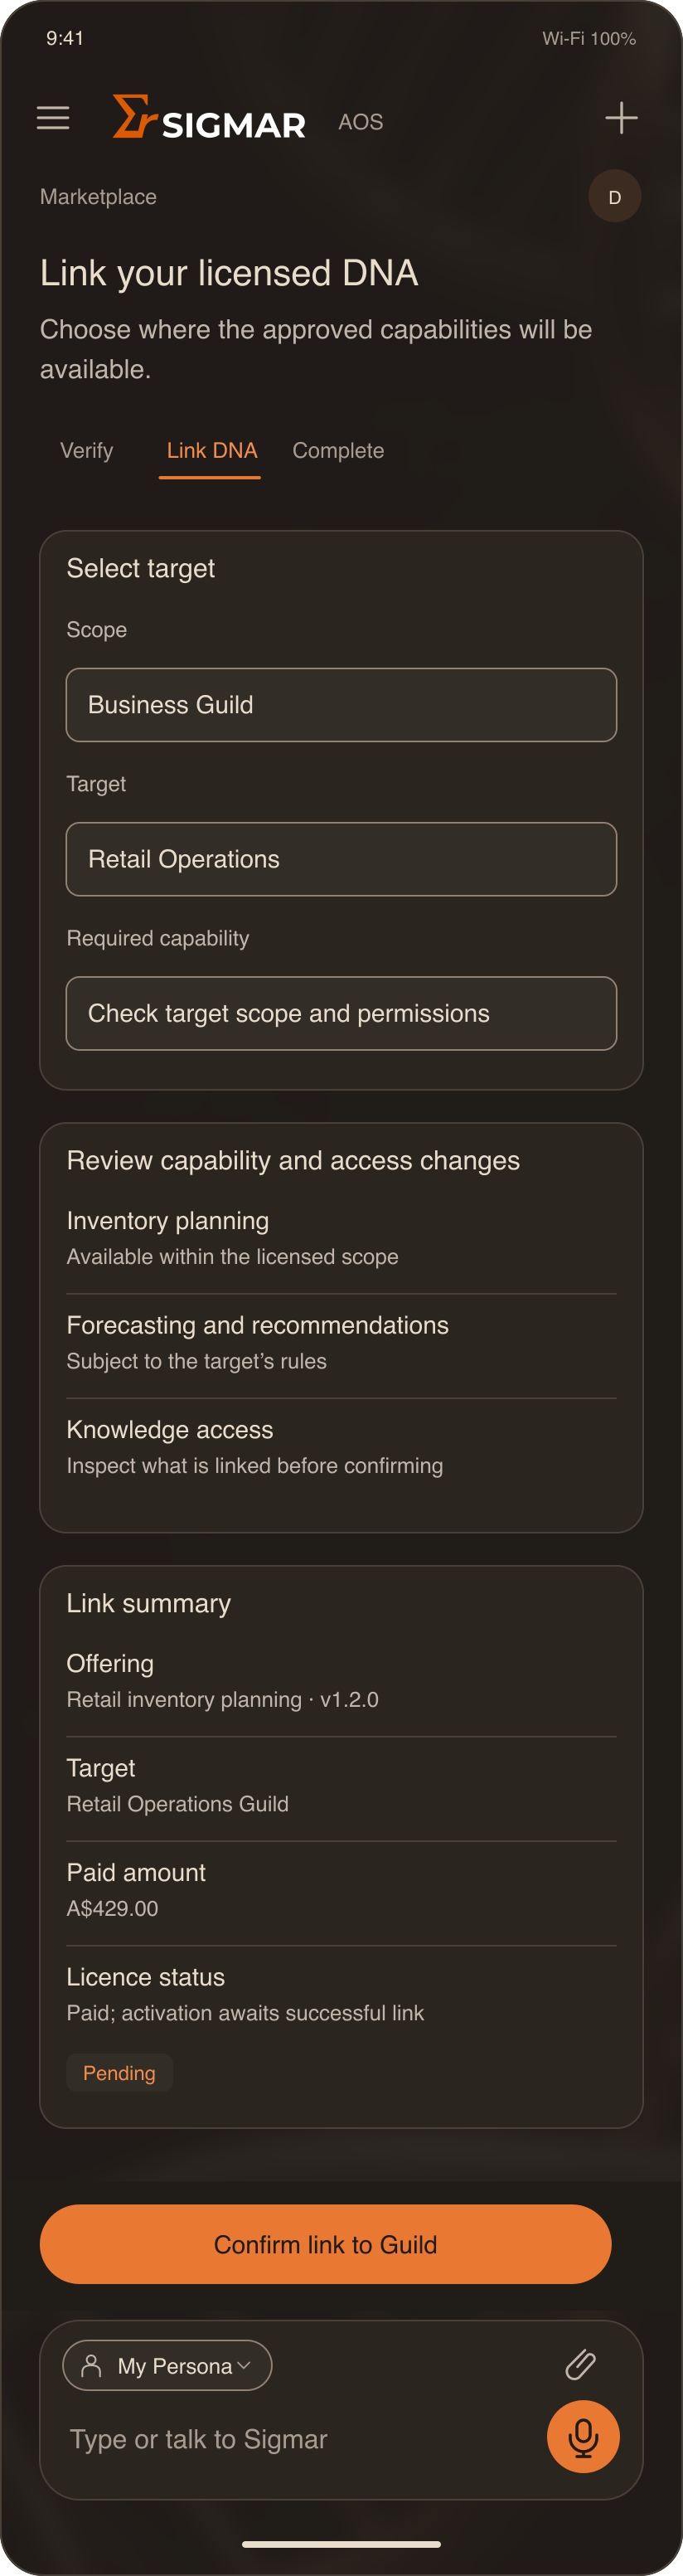 9:41
Wi-Fi 100%
Σr SIGMAR AOS
Marketplace
D
Link your licensed DNA
Choose where the approved capabilities will be
available.
Verify Link DNA Complete
Select target
Scope
Business Guild
Target
Retail Operations
Required capability
Check target scope and permissions
Review capability and access changes
Inventory planning
Available within the licensed scope
Forecasting and recommendations
Subject to the target’s rules
Knowledge access
Inspect what is linked before confirming
Link summary
Offering
Retail inventory planning · v1.2.0
Target
Retail Operations Guild
Paid amount
A$429.00
Licence status
Paid; activation awaits successful link
Pending
Confirm link to Guild
My Persona
Type or talk to Sigmar